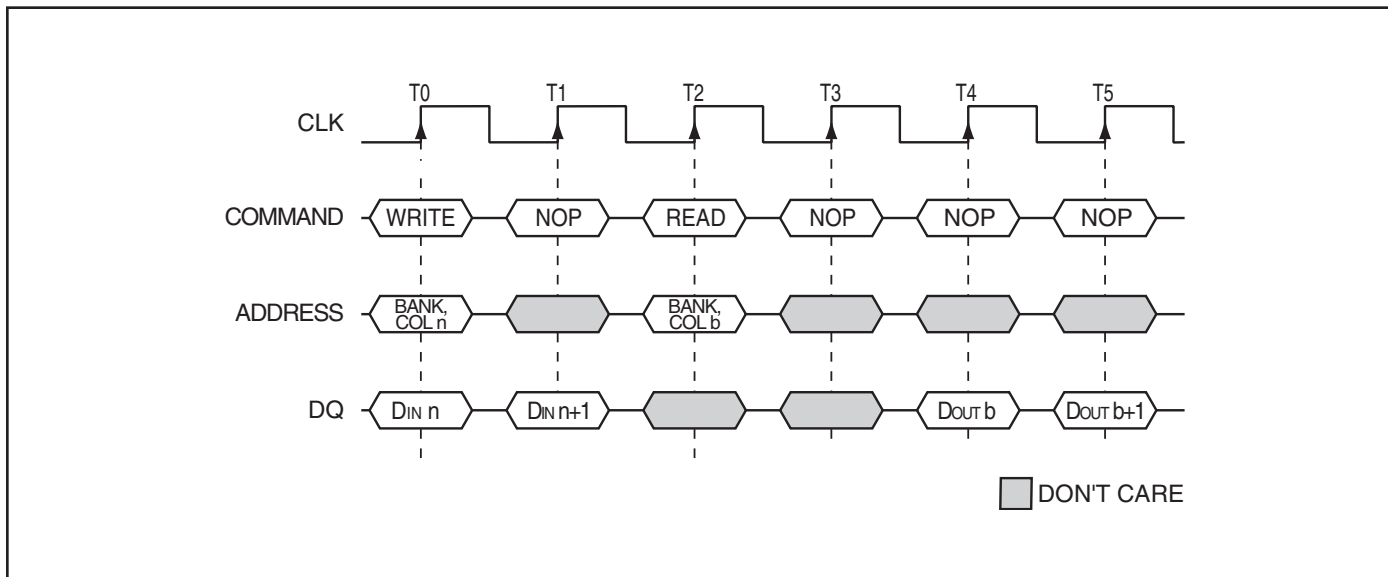 T0 T1 T2 T3 T4 T5
CLK
COMMAND WRITE NOP READ NOP NOP NOP
ADDRESS BANK, COL n BANK, COL b
DQ DIN n DIN n+1 DOUT b DOUT b+1
DON'T CARE